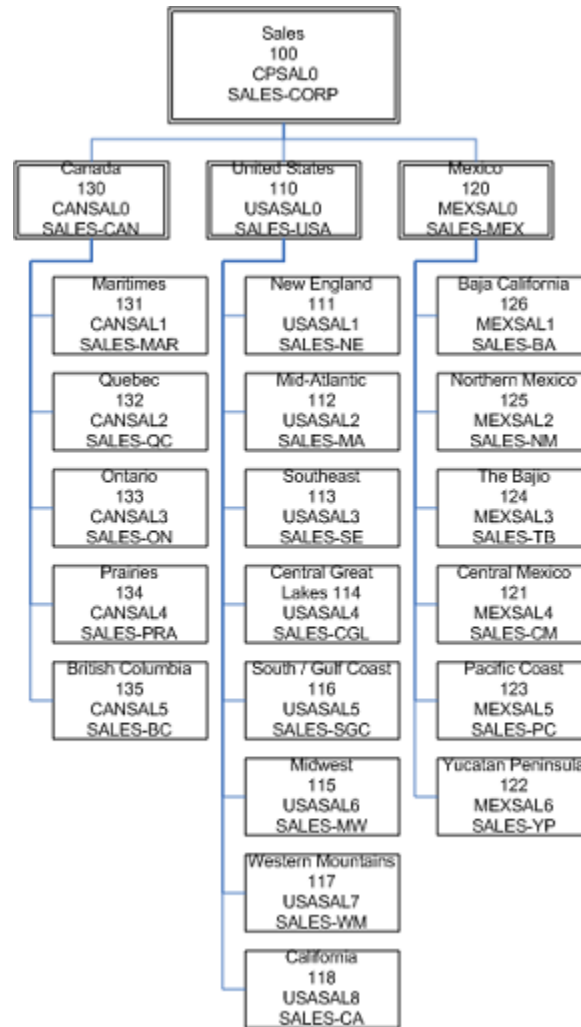 Sales
100
CPSAL0
SALES-CORP
Canada
130
CANSAL0
SALES-CAN
United States
110
USASAL0
SALES-USA
Mexico
120
MEXSAL0
SALES-MEX
Maritimes
131
CANSAL1
SALES-MAR
Quebec
132
CANSAL2
SALES-QC
Ontario
133
CANSAL3
SALES-ON
Prairies
134
CANSAL4
SALES-PRA
British Columbia
135
CANSAL5
SALES-BC
New England
111
USASAL1
SALES-NE
Mid-Atlantic
112
USASAL2
SALES-MA
Southeast
113
USASAL3
SALES-SE
Central Great
Lakes 114
USASAL4
SALES-CGL
South / Gulf Coast
116
USASAL5
SALES-SGC
Midwest
115
USASAL6
SALES-MW
Western Mountains
117
USASAL7
SALES-WM
California
118
USASAL8
SALES-CA
Baja California
126
MEXSAL1
SALES-BA
Northern Mexico
125
MEXSAL2
SALES-NM
The Bajio
124
MEXSAL3
SALES-TB
Central Mexico
121
MEXSAL4
SALES-CM
Pacific Coast
123
MEXSAL5
SALES-PC
Yucatan Peninsula
122
MEXSAL6
SALES-YP